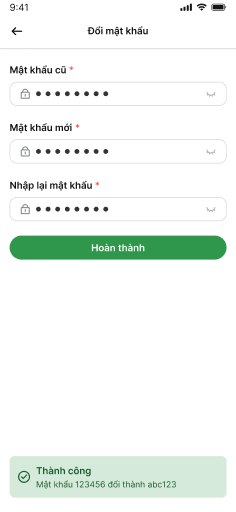 9:41
Đổi mật khẩu
Mật khẩu cũ *
Mật khẩu mới *
Nhập lại mật khẩu *
Hoàn thành
Thành công
Mật khẩu 123456 đổi thành abc123